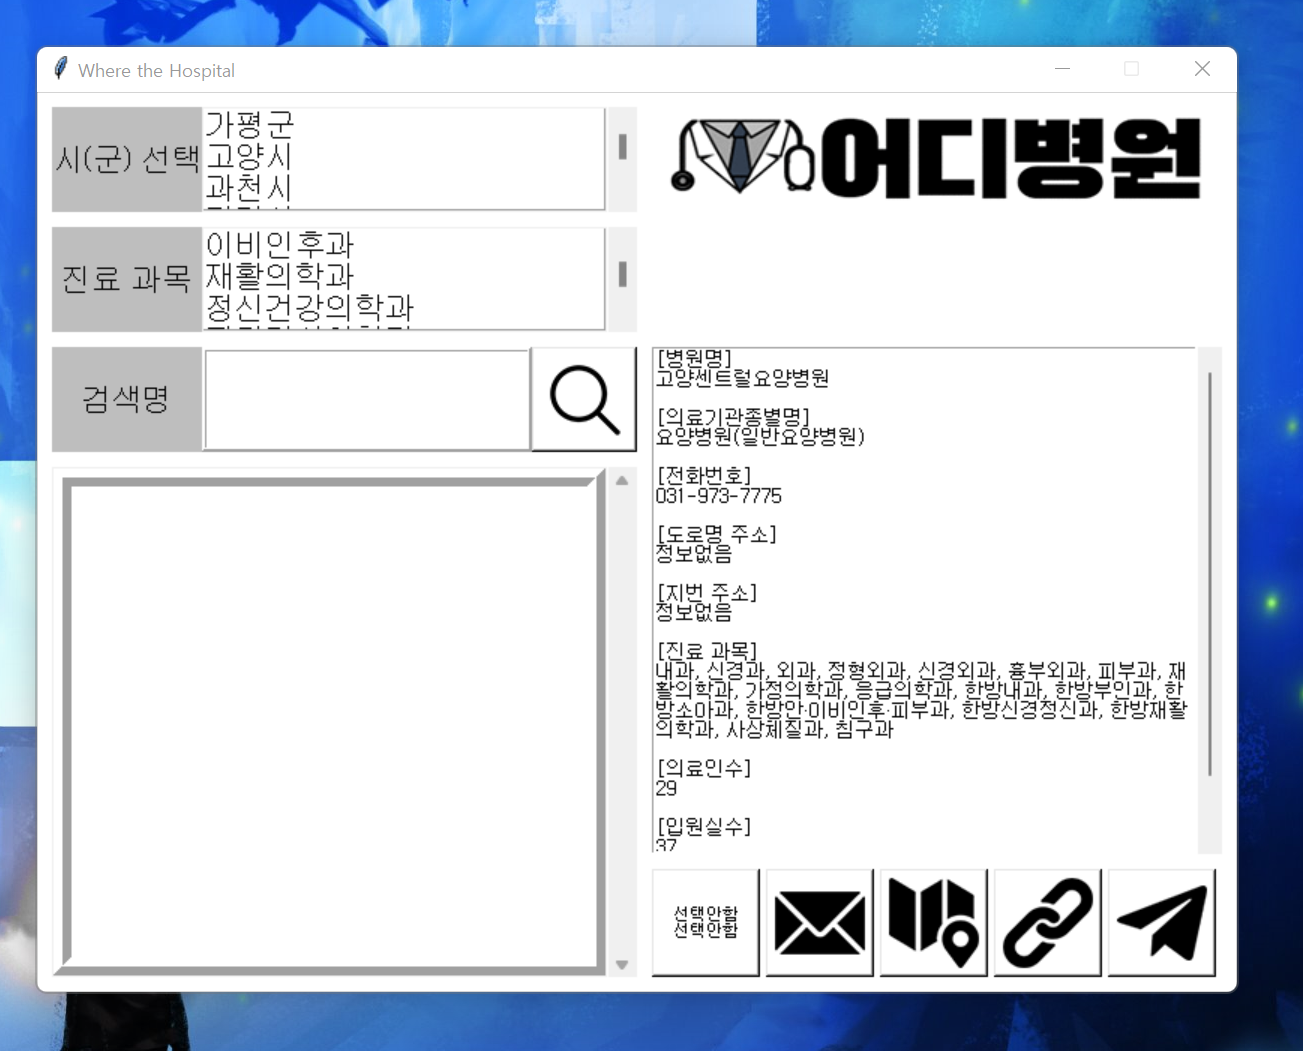 Where the Hospital
시(군) 선택
가평군
고양시
과천시
어디병원
진료 과목
이비인후과
재활의학과
정신건강의학과
검색명
[병원명]
고양센트럴요양병원
[의료기관종별명]
요양병원(일반요양병원)
[전화번호]
031-973-7775
[도로명 주소]
정보없음
[지번 주소]
정보없음
[진료 과목]
내과, 신경과, 외과, 정형외과, 신경외과, 흉부외과, 피부과, 재
활의학과, 가정의학과, 응급의학과, 한방내과, 한방부인과, 한
방소아과, 한방안·이비인후·피부과, 한방신경정신과, 한방재활
의학과, 사상체질과, 침구과
[의료인수]
29
[입원실수]
37
선택안함
선택안함